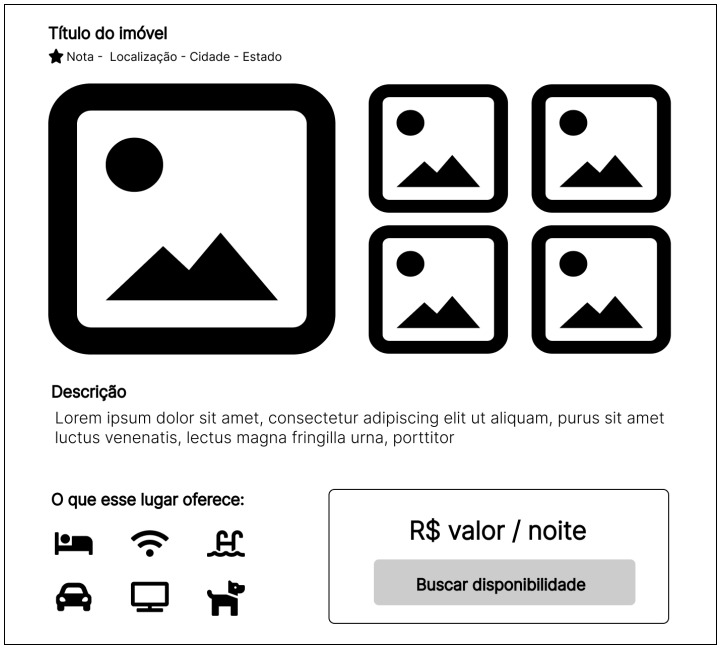 Título do imóvel
Nota -  Localização - Cidade - Estado
Descrição
Lorem ipsum dolor sit amet, consectetur adipiscing elit ut aliquam, purus sit amet
luctus venenatis, lectus magna fringilla urna, porttitor
O que esse lugar oferece:
R$ valor / noite
Buscar disponibilidade